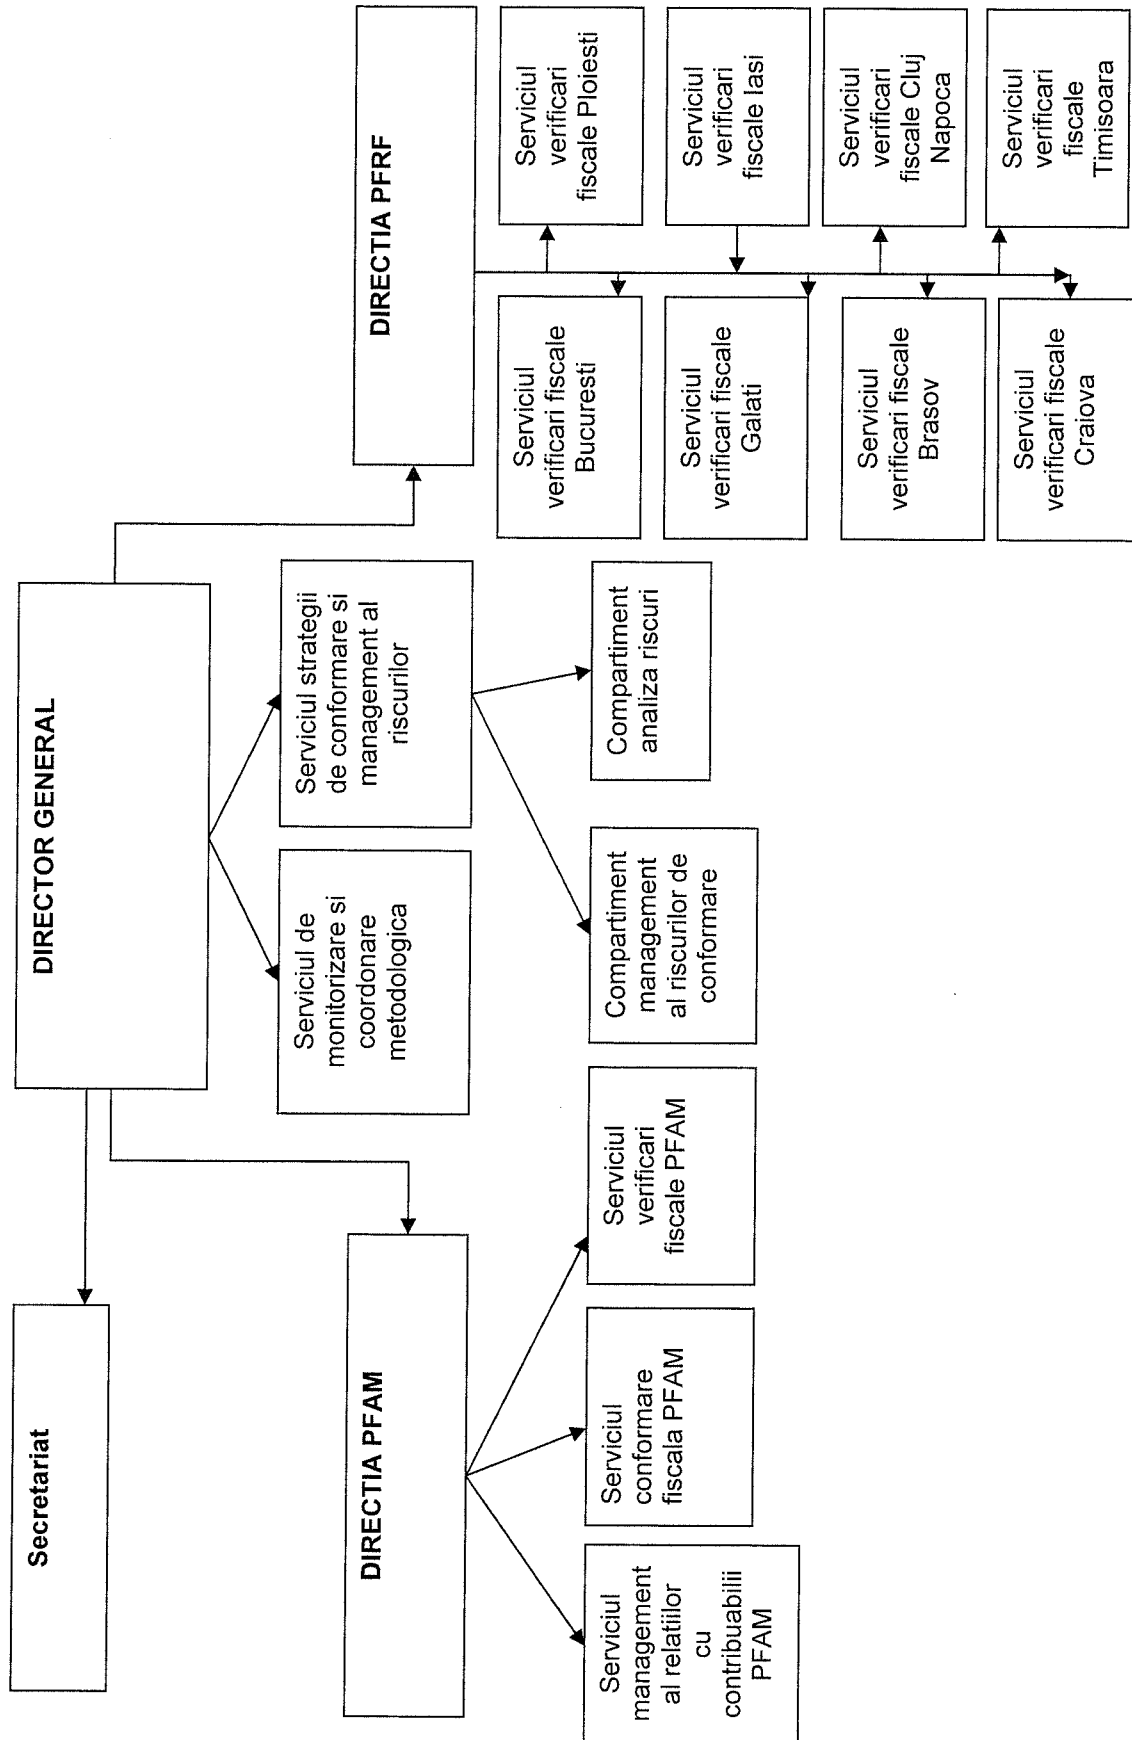 Secretariat
DIRECTOR GENERAL
DIRECTIA PFAM
Serviciul de
monitorizare si
coordonare
metodologica
Serviciul strategii
de conformare si
management al
riscurilor
DIRECTIA PFRF
Serviciul
management
al relatiilor
cu
contribuabilii
PFAM
Serviciul
conformare
fiscala PFAM
Serviciul
verificari
fiscale PFAM
Compartiment
management
al riscurilor de
conformare
Compartiment
analiza riscuri
Serviciul
verificari fiscale
Bucuresti
Serviciul
verificari
fiscale Ploiesti
Serviciul
verificari fiscale
Galati
Serviciul
verificari
fiscale Iasi
Serviciul
verificari fiscale
Brasov
Serviciul
verificari
fiscale Cluj
Napoca
Serviciul
verificari fiscale
Craiova
Serviciul
verificari
fiscale
Timisoara